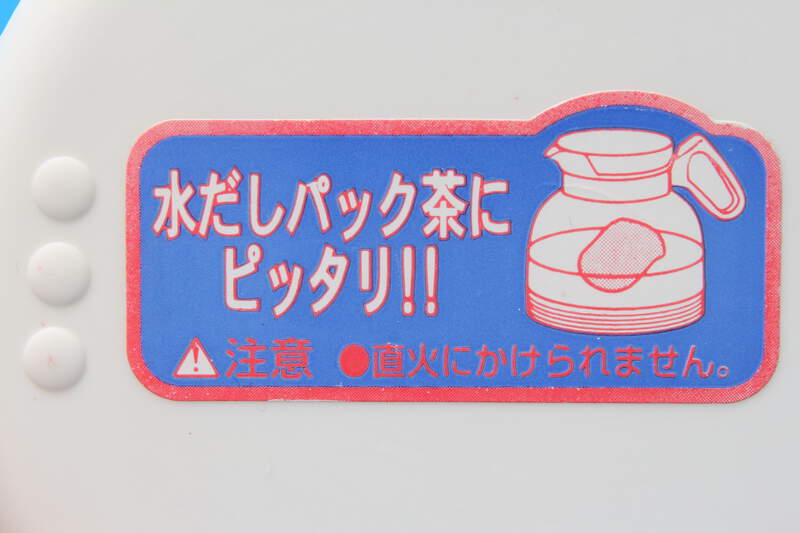 水だしパック茶に
ピッタリ!!
⚠注意 ●直火にかけられません。